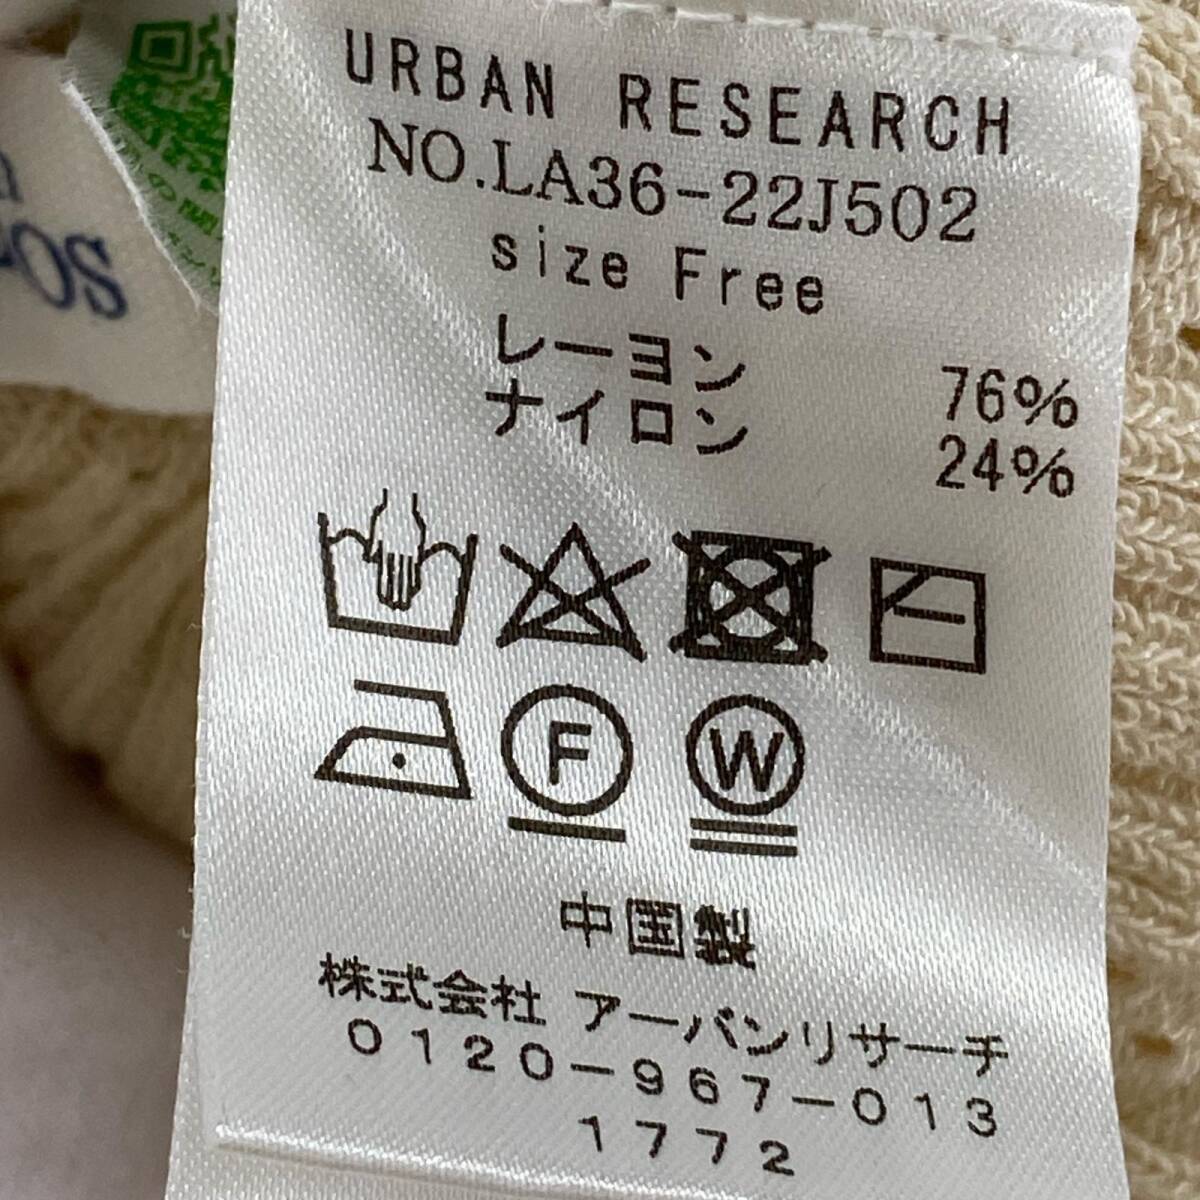 URBAN RESEARCH
NO.LA36-22J502
size Free
レーヨン 76%
ナイロン 24%
F
W
中国製
株式会社 アーバンリサーチ
0120-967-013
1772